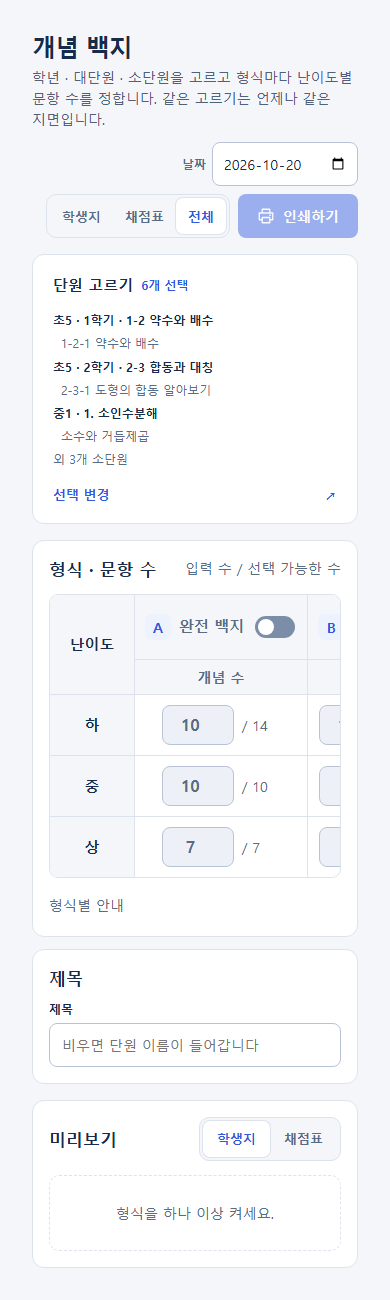 개념 백지
학년 · 대단원 · 소단원을 고르고 형식마다 난이도별
문항 수를 정합니다. 같은 고르기는 언제나 같은
지면입니다.
날짜 2026-10-20
학생지 채점표 전체 인쇄하기
단원 고르기 6개 선택
초5 · 1학기 · 1-2 약수와 배수
1-2-1 약수와 배수
초5 · 2학기 · 2-3 합동과 대칭
2-3-1 도형의 합동 알아보기
중1 · 1. 소인수분해
소수와 거듭제곱
외 3개 소단원
선택 변경 ↗
형식 · 문항 수 입력 수 / 선택 가능한 수
난이도 A 완전 백지 B
개념 수
하 10 / 14
중 10 / 10
상 7 / 7
형식별 안내
제목
제목
비우면 단원 이름이 들어갑니다
미리보기 학생지 채점표
형식을 하나 이상 켜세요.